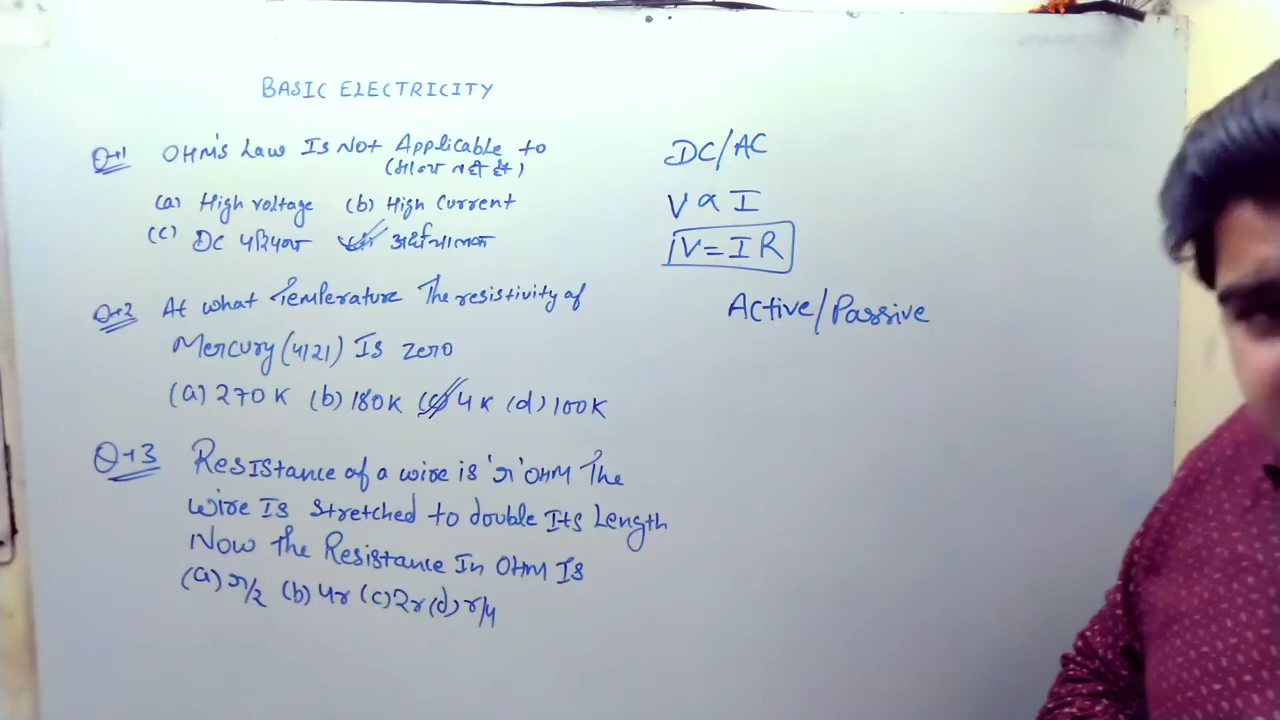 BASIC ELECTRICITY
Q→1 OHM's Law Is Not Applicable to
(मान्य नहीं है)
(a) High voltage (b) High Current
(c) DC परिपथ अर्धचालक
Q→2 At what Temperature The resistivity of
Mercury (पारा) Is Zero
(a) 270 K (b) 180K (c) 4 K (d) 100K
Q→3 Resistance of a wire is 'r' OHM The
wire Is stretched to double Its Length
Now The Resistance In OHM Is
(a) r/2 (b) 4r (c) 2r (d) r/4
DC/AC
V ∝ I
V = I R
Active/Passive